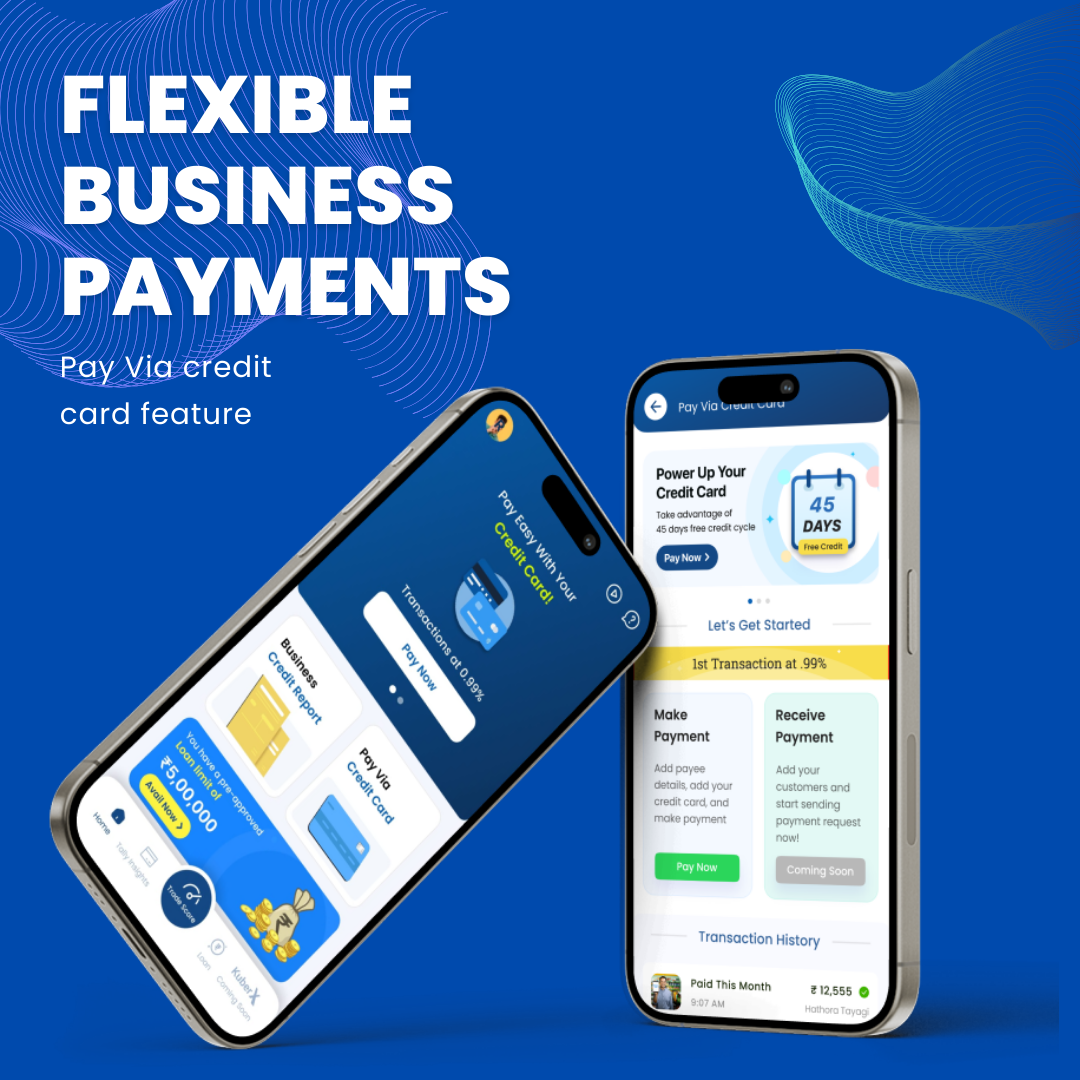 FLEXIBLE
BUSINESS
PAYMENTS
Pay Via credit
card feature
Pay Easy With Your
Credit Card!
Transactions at 0.99%
Pay Now
Business
Credit Report
Pay Via
Credit Card
You have a pre-approved
Loan limit of
₹5,00,000
Avail Now
Home
Tally Insights
Trade Score
Loan
KuberX
Coming Soon
Pay Via Credit Card
Power Up Your
Credit Card
Take advantage of
45 days free credit cycle
Pay Now
45
DAYS
Free Credit
Let's Get Started
1st Transaction at .99%
Make
Payment
Add payee
details, add your
credit card, and
make payment
Pay Now
Receive
Payment
Add your
customers and
start sending
payment request
now!
Coming Soon
Transaction History
Paid This Month
₹ 12,555
9:07 AM
Hathora Tayagi